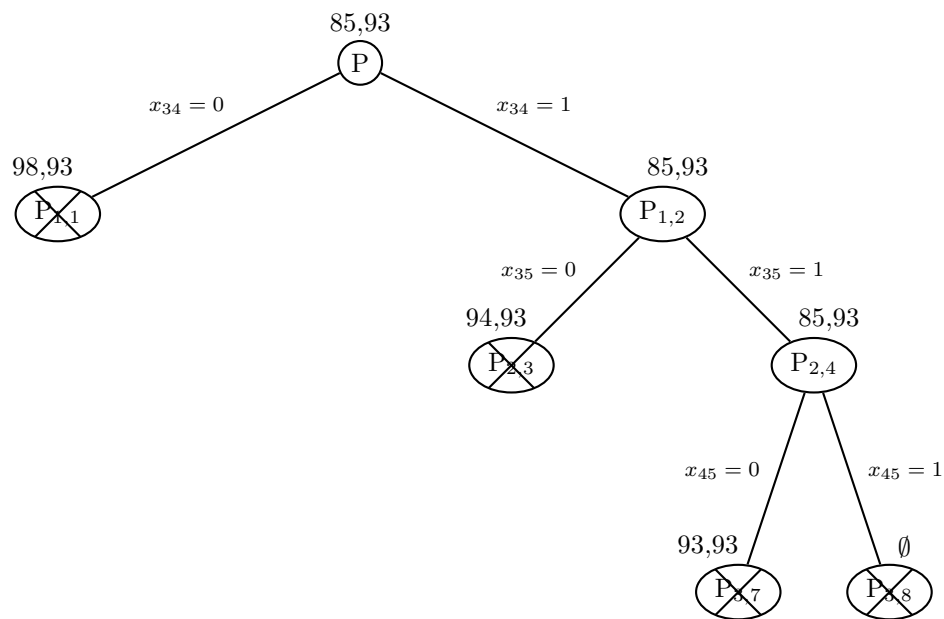 85,93
P
x₃₄ = 0
x₃₄ = 1
98,93
85,93
P₁,₁
P₁,₂
x₃₅ = 0
x₃₅ = 1
94,93
85,93
P₂,₃
P₂,₄
x₄₅ = 0
x₄₅ = 1
93,93
∅
P₃,₇
P₃,₈